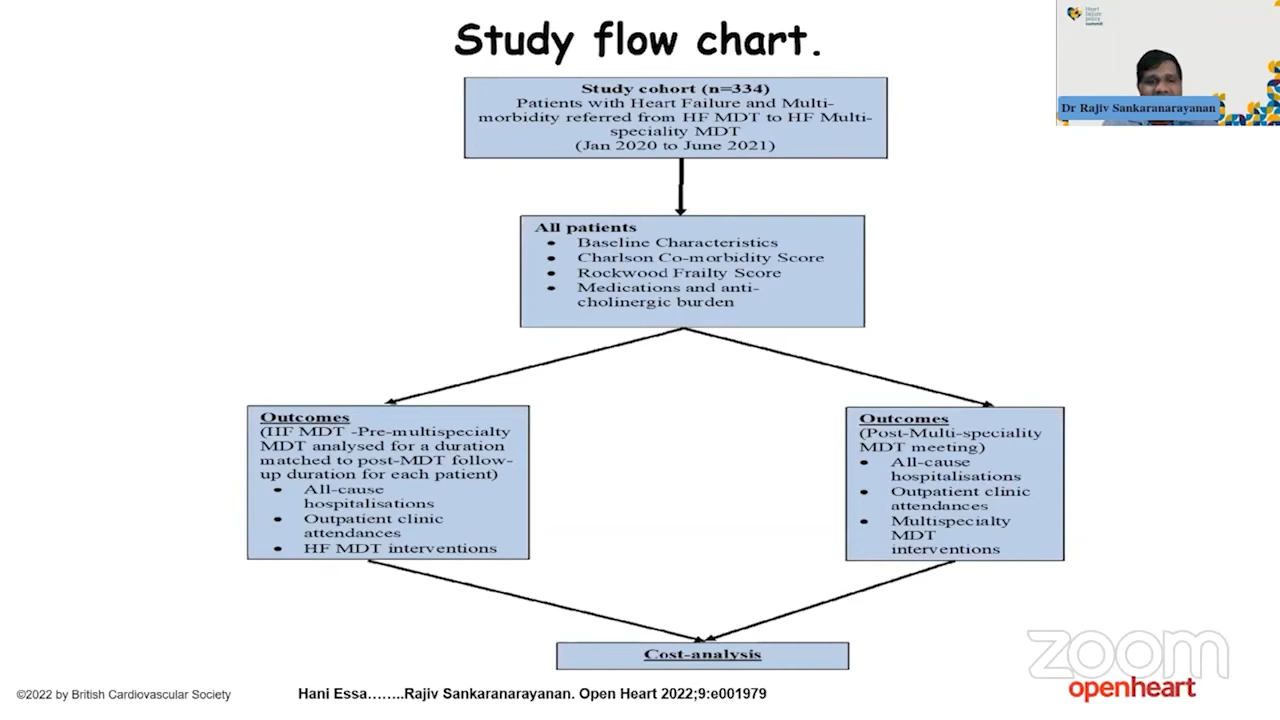 Study flow chart.
Heart
failure
policy
summit
Dr Rajiv Sankaranarayanan
Study cohort (n=334)
Patients with Heart Failure and Multi-
morbidity referred from HF MDT to HF Multi-
speciality MDT
(Jan 2020 to June 2021)
All patients
• Baseline Characteristics
• Charlson Co-morbidity Score
• Rockwood Frailty Score
• Medications and anti-
cholinergic burden
Outcomes
(HF MDT -Pre-multispecialty
MDT analysed for a duration
matched to post-MDT follow-
up duration for each patient)
• All-cause
hospitalisations
• Outpatient clinic
attendances
• HF MDT interventions
Outcomes
(Post-Multi-speciality
MDT meeting)
• All-cause
hospitalisations
• Outpatient clinic
attendances
• Multispecialty
MDT
interventions
Cost-analysis
zoom
openheart
©2022 by British Cardiovascular Society
Hani Essa……..Rajiv Sankaranarayanan. Open Heart 2022;9:e001979